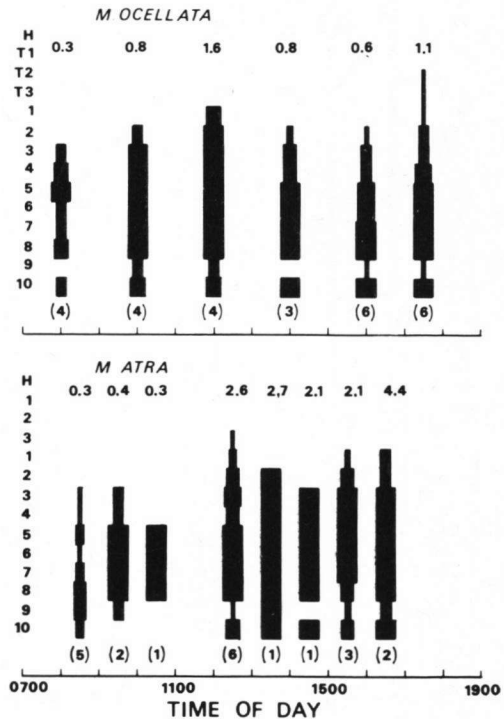 M OCELLATA
H
T1 0.3 0.8 1.6 0.8 0.6 1.1
T2
T3
1
2
3
4
5
6
7
8
9
10
(4) (4) (4) (3) (6) (6)
M ATRA
H
1 0.3 0.4 0.3 2.6 2,7 2.1 2.1 4.4
2
3
1
2
3
4
5
6
7
8
9
10
(5) (2) (1) (6) (1) (1) (3) (2)
0700 1100 1500 1900
TIME OF DAY